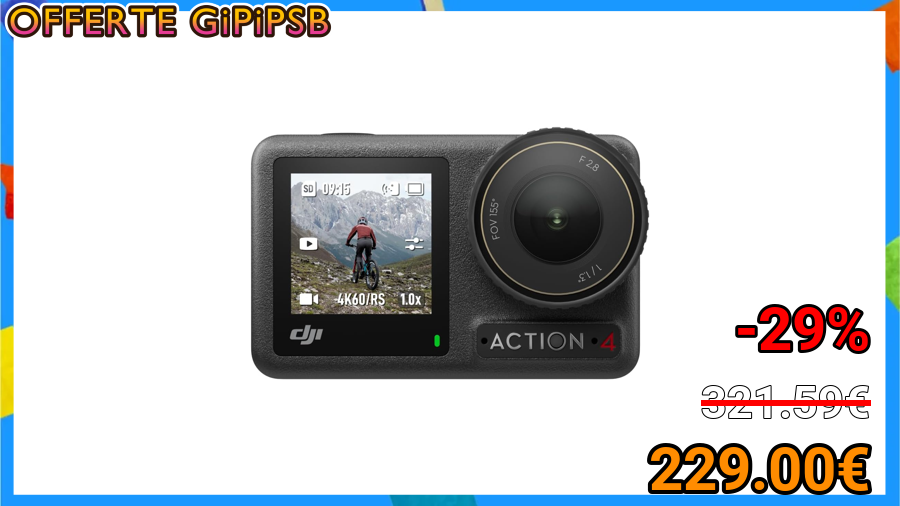 OFFERTE GiPiPSB
SD 09:15
4K60/RS 1.0x
dji
F 2.8
FOV 155°
1/1.3"
ACTION 4
-29%
321.59€
229.00€